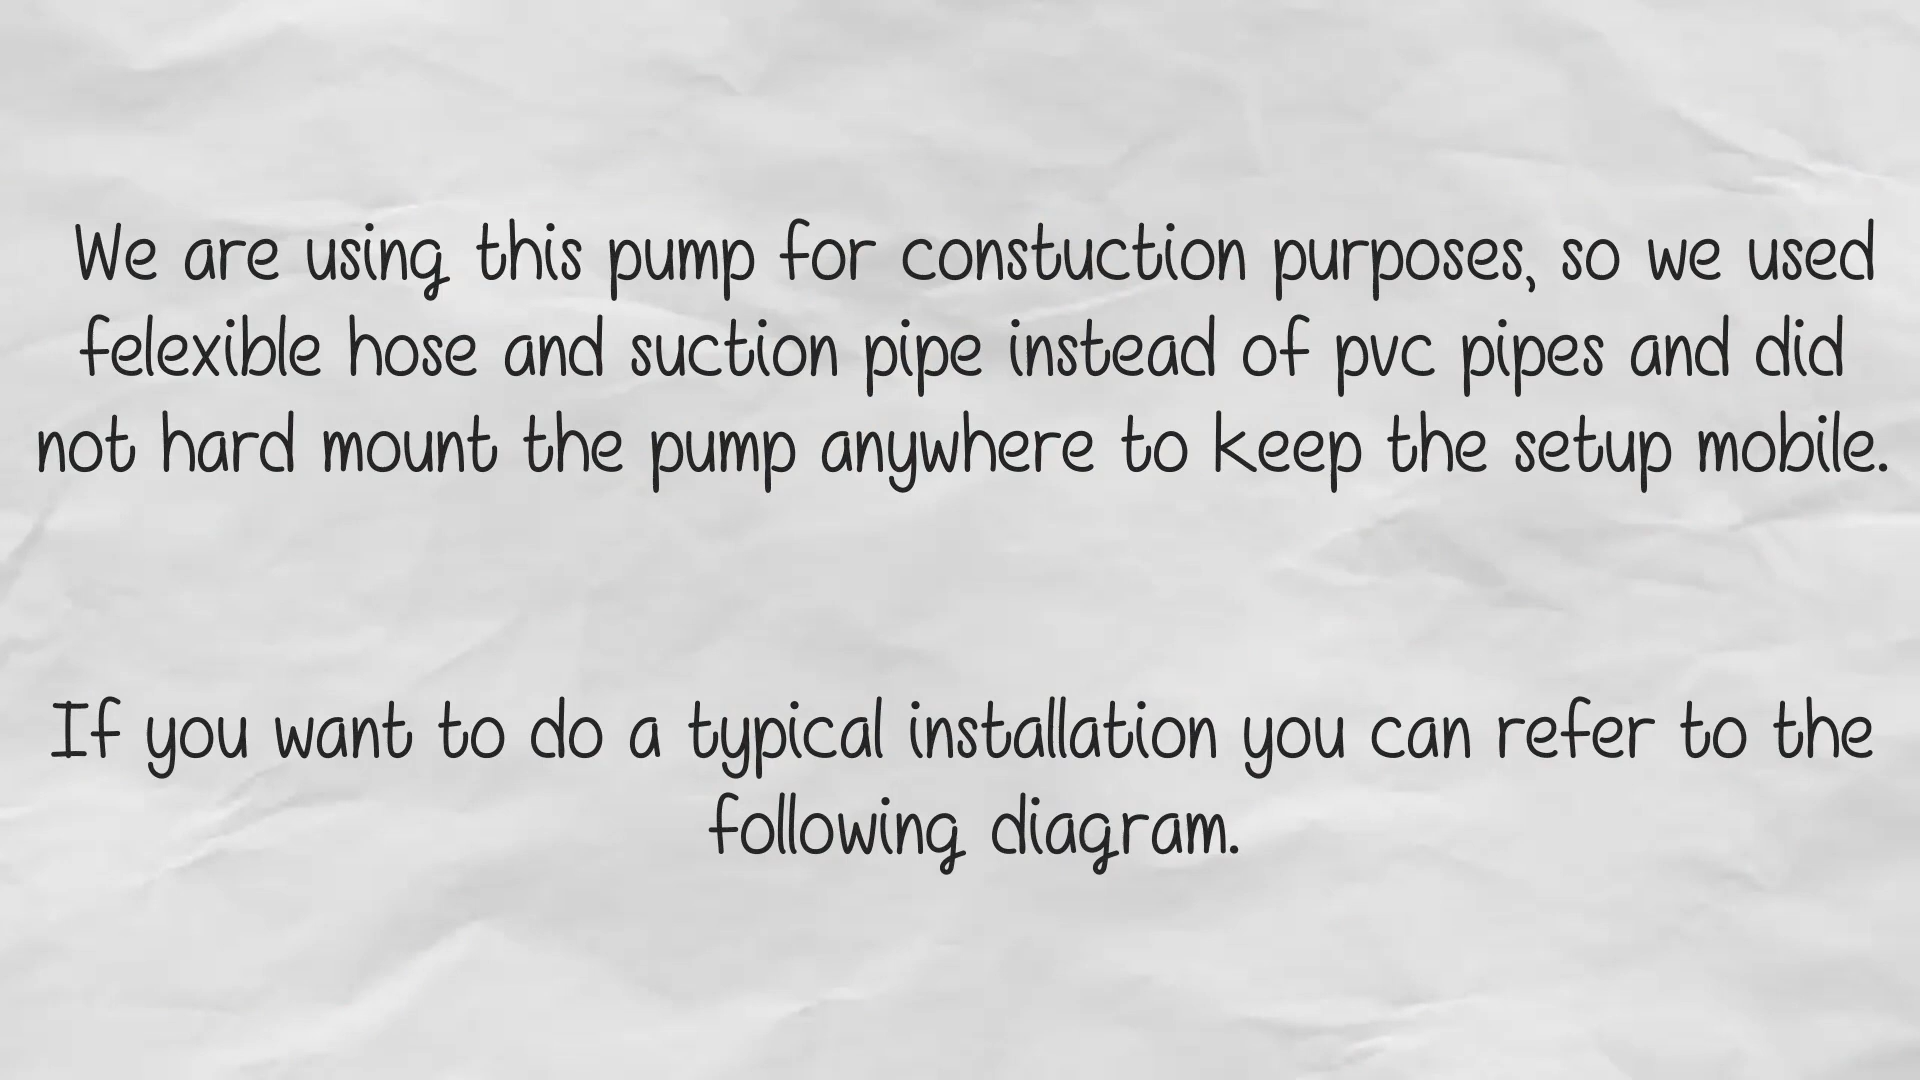 We are using this pump for constuction purposes, so we used
felexible hose and suction pipe instead of pvc pipes and did
not hard mount the pump anywhere to keep the setup mobile.
If you want to do a typical installation you can refer to the
following diagram.